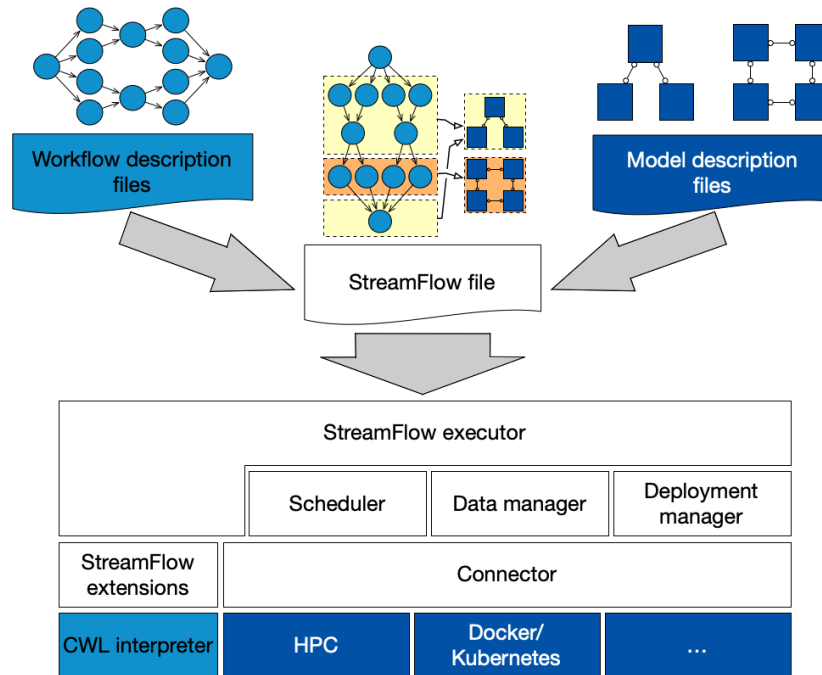 Workflow description
files
Model description
files
StreamFlow file
StreamFlow executor
Scheduler
Data manager
Deployment
manager
StreamFlow
extensions
Connector
CWL interpreter
HPC
Docker/
Kubernetes
...